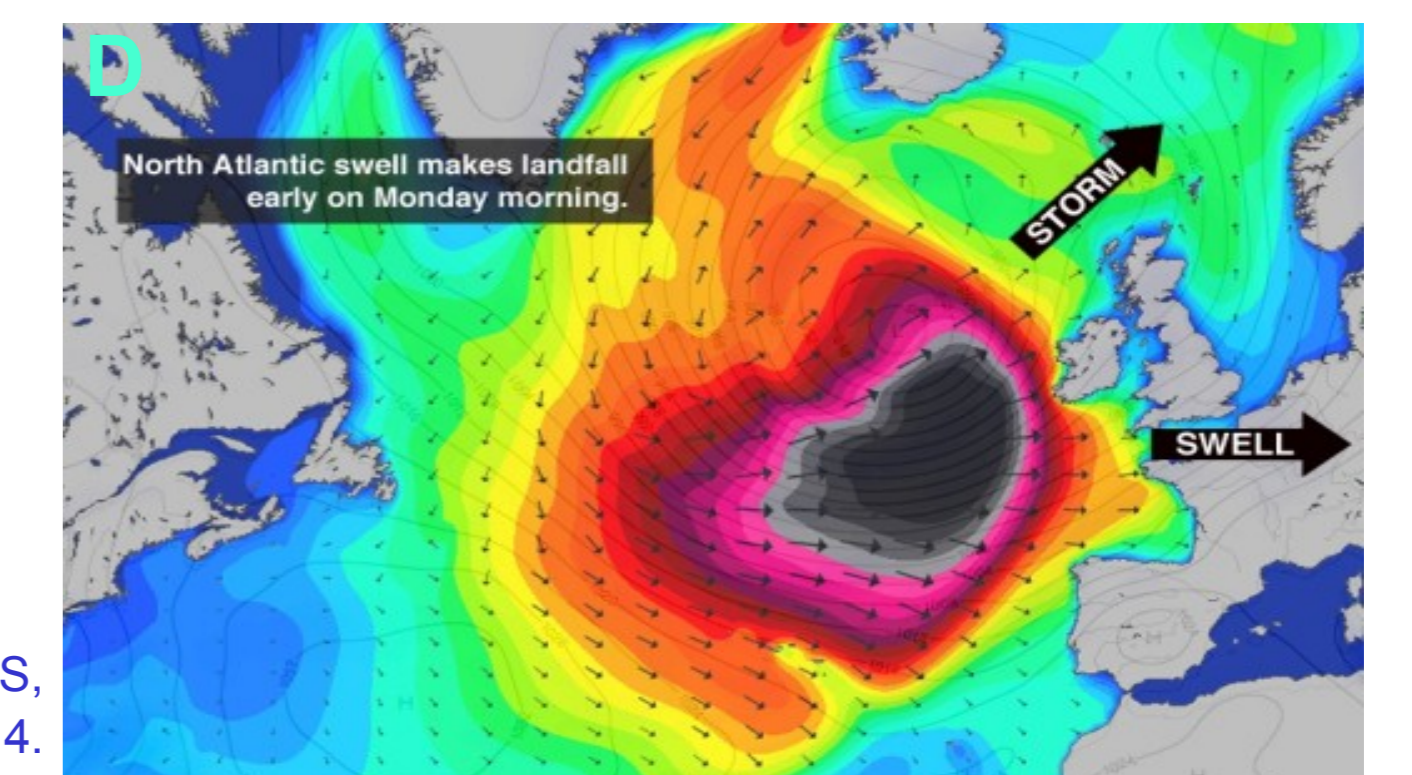 D
North Atlantic swell makes landfall
early on Monday morning.
STORM
SWELL
S,
4.